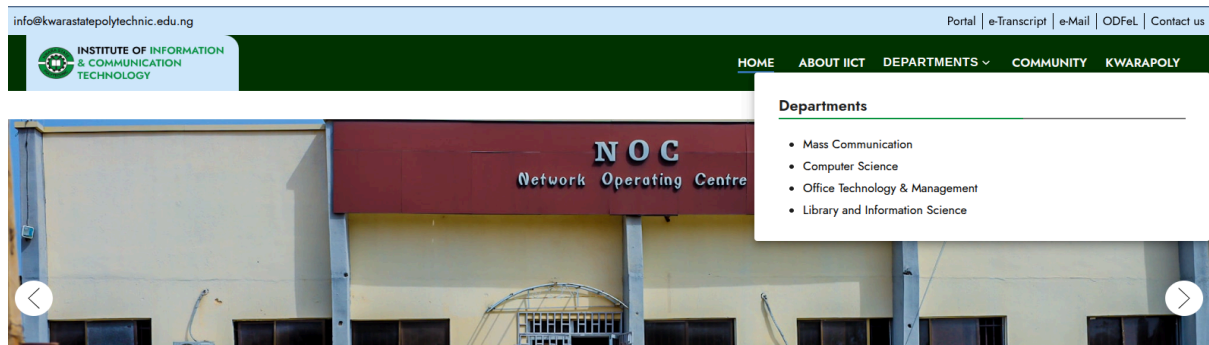 info@kwarastatepolytechnic.edu.ng
Portal | e-Transcript | e-Mail | ODFeL | Contact us
INSTITUTE OF INFORMATION
& COMMUNICATION
TECHNOLOGY
HOME ABOUT IICT DEPARTMENTS COMMUNITY KWARAPOLY
Departments
• Mass Communication
• Computer Science
• Office Technology & Management
• Library and Information Science
NOC
Network Operating Centre